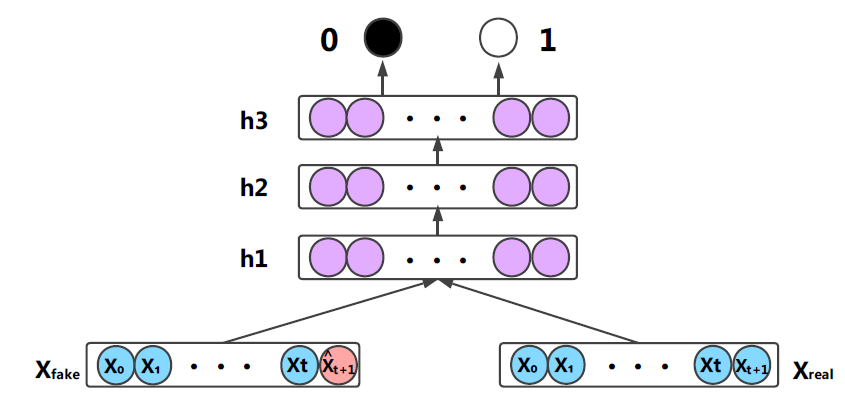 0 1
h3 . . .
h2 . . .
h1 . . .
Xfake X₀ X₁ . . . Xt X̂t+1 X₀ X₁ . . . Xt Xt+1 Xreal